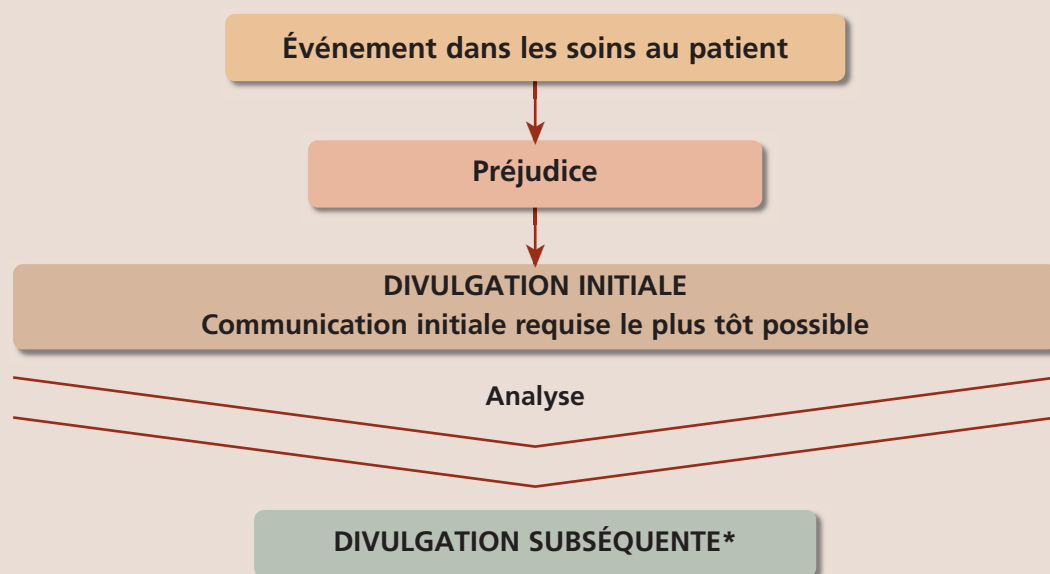 Événement dans les soins au patient
Préjudice
DIVULGATION INITIALE
Communication initiale requise le plus tôt possible
Analyse
DIVULGATION SUBSÉQUENTE*